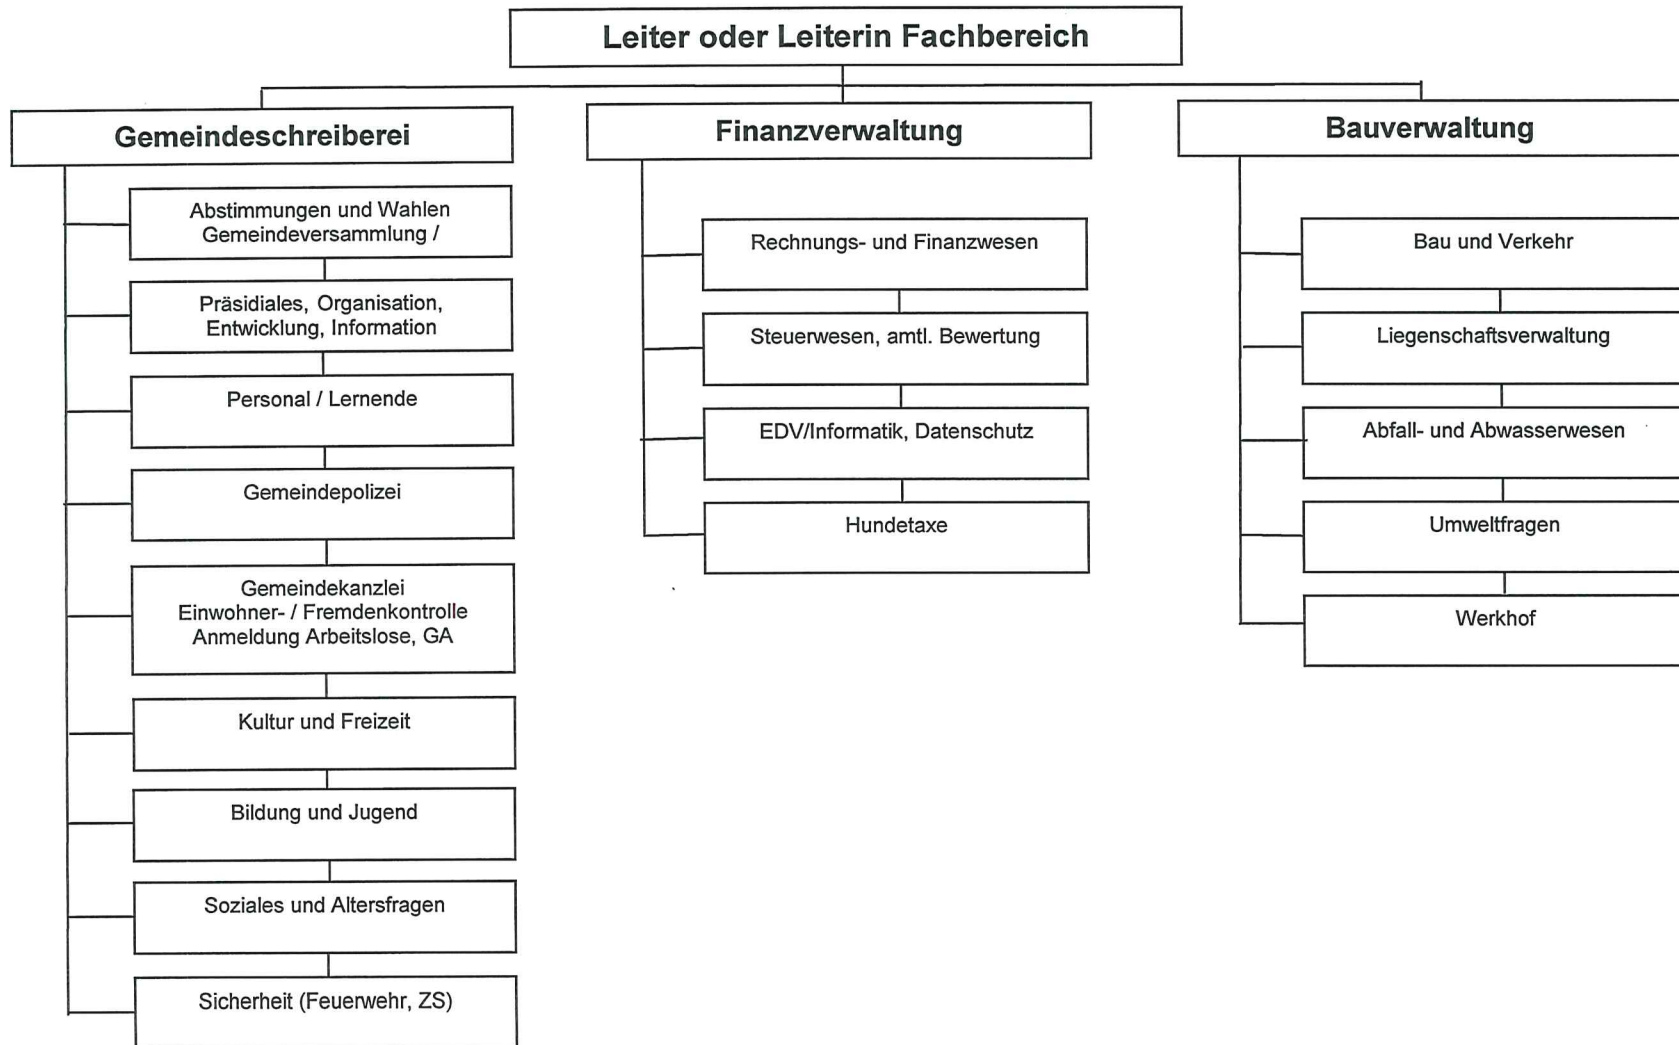 Leiter oder Leiterin Fachbereich
Gemeindeschreiberei
Abstimmungen und Wahlen
Gemeindeversammlung /
Präsidiales, Organisation,
Entwicklung, Information
Personal / Lernende
Gemeindepolizei
Gemeindekanzlei
Einwohner- / Fremdenkontrolle
Anmeldung Arbeitslose, GA
Kultur und Freizeit
Bildung und Jugend
Soziales und Altersfragen
Sicherheit (Feuerwehr, ZS)
Finanzverwaltung
Rechnungs- und Finanzwesen
Steuerwesen, amtl. Bewertung
EDV/Informatik, Datenschutz
Hundetaxe
Bauverwaltung
Bau und Verkehr
Liegenschaftsverwaltung
Abfall- und Abwasserwesen
Umweltfragen
Werkhof